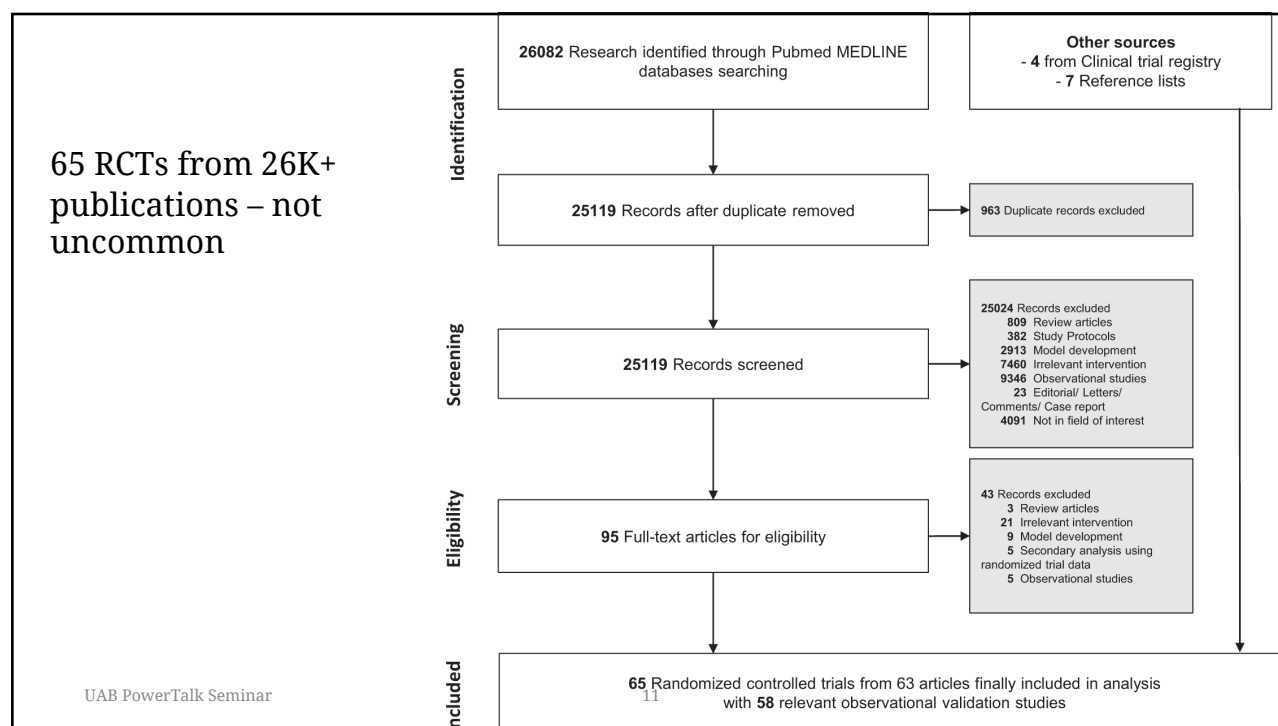 65 RCTs from 26K+
publications – not
uncommon
Identification
26082 Research identified through Pubmed MEDLINE
databases searching
Other sources
- 4 from Clinical trial registry
- 7 Reference lists
25119 Records after duplicate removed
963 Duplicate records excluded
Screening
25119 Records screened
25024 Records excluded
809 Review articles
382 Study Protocols
2913 Model development
7460 Irrelevant intervention
9346 Observational studies
23 Editorial/ Letters/
Comments/ Case report
4091 Not in field of interest
Eligibility
95 Full-text articles for eligibility
43 Records excluded
3 Review articles
21 Irrelevant intervention
9 Model development
5 Secondary analysis using
randomized trial data
5 Observational studies
ncluded
65 Randomized controlled trials from 63 articles finally included in analysis
with 58 relevant observational validation studies
UAB PowerTalk Seminar
11